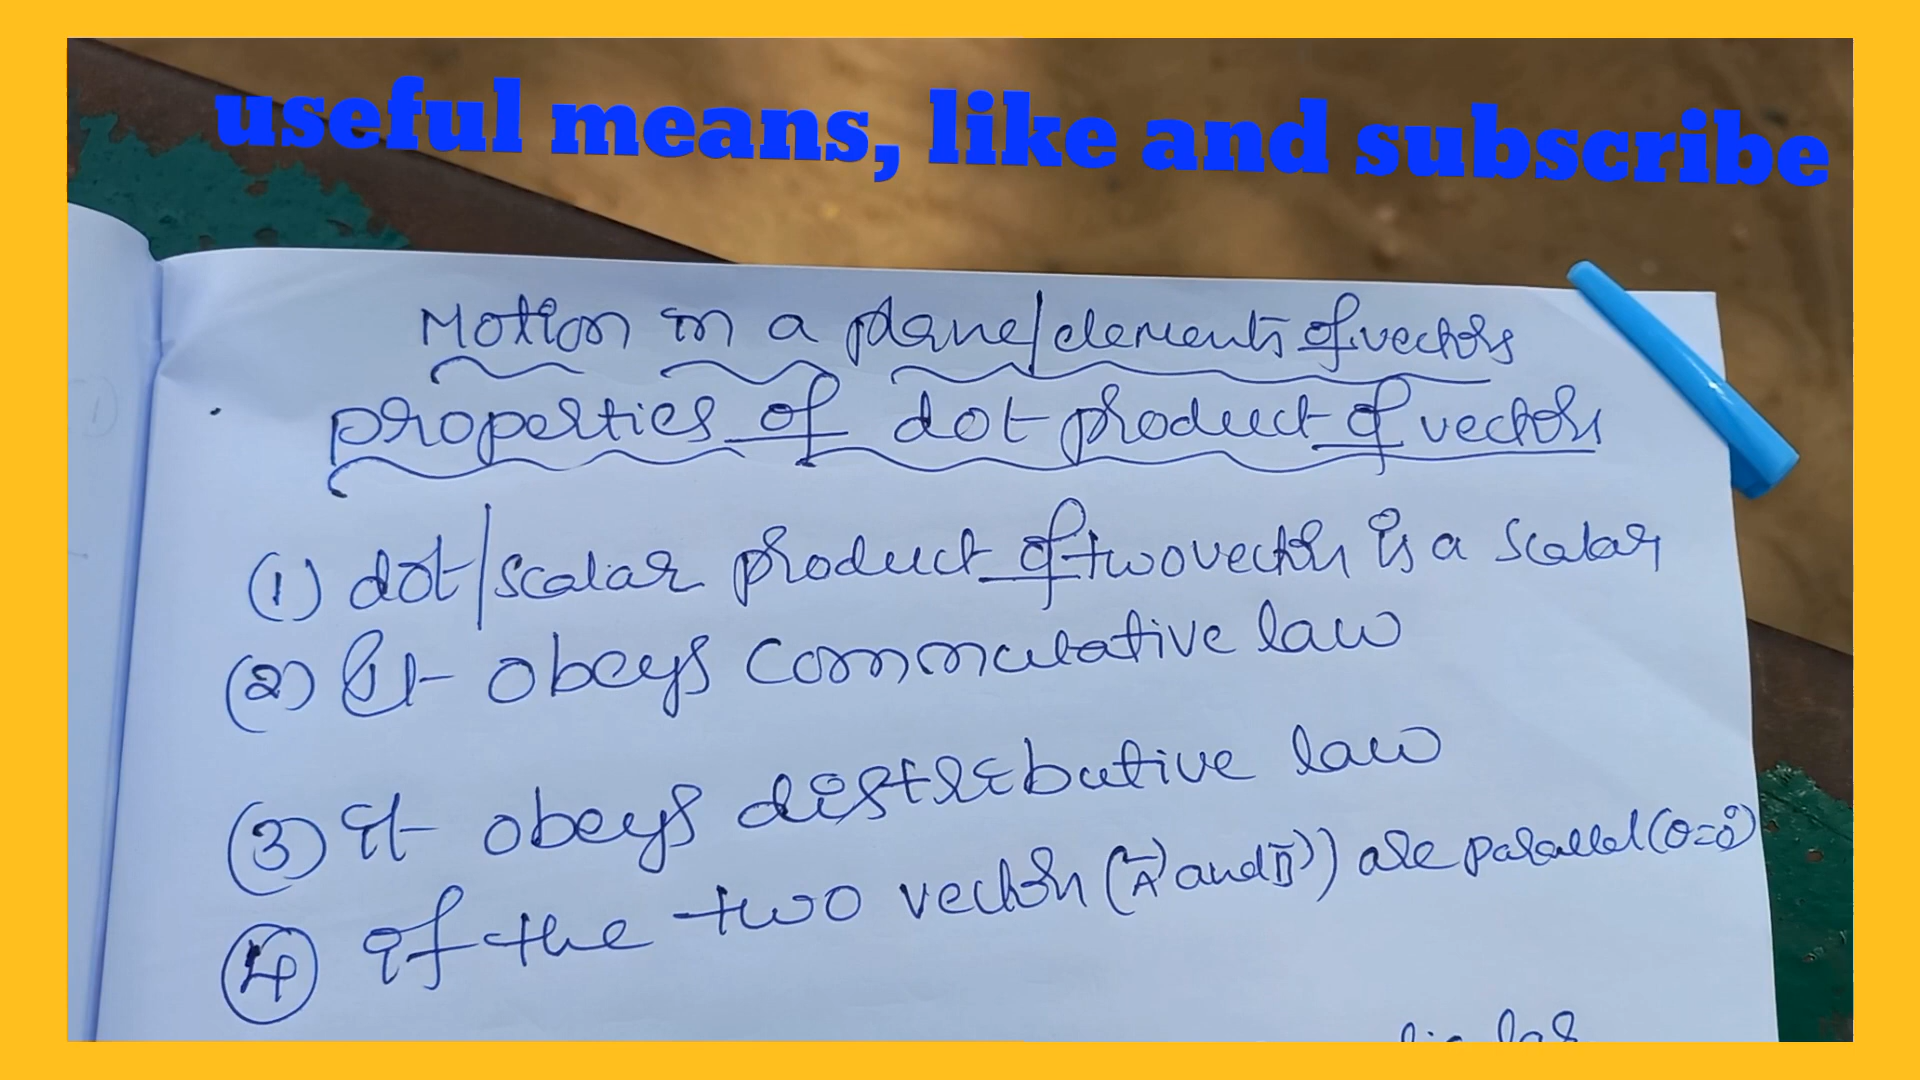 useful means, like and subscribe
Motion in a plane/elements of vectors
properties of dot product of vectors
(1) dot/scalar product of two vectors is a scalar
(2) It obeys commutative law
(3) it obeys distributive law
(4) if the two vectors (A⃗ and B⃗) are parallel (θ=0°)